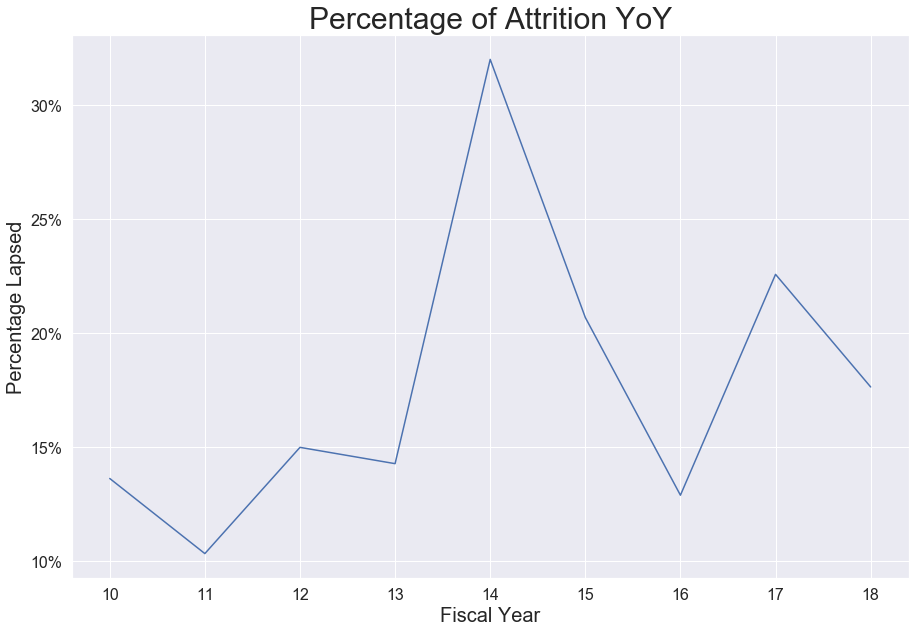 Percentage of Attrition YoY
30%
25%
20%
15%
10%
Percentage Lapsed
10 11 12 13 14 15 16 17 18
Fiscal Year